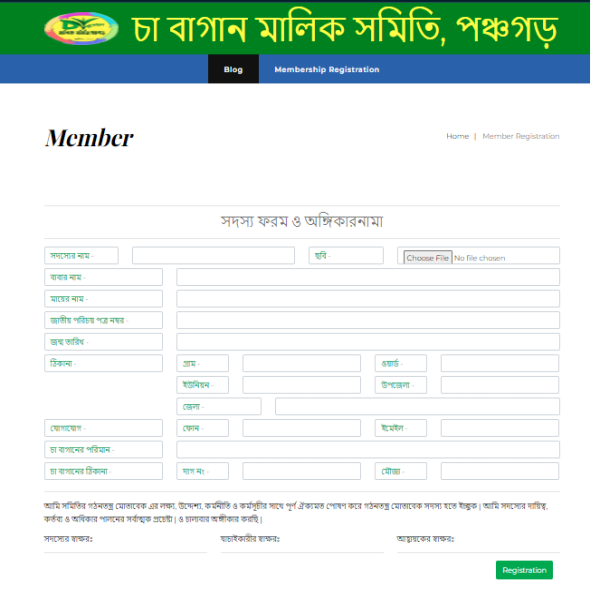 চা বাগান মালিক সমিতি, পঞ্চগড়
Blog Membership Registration
Member
Home | Member Registration
সদস্য ফরম ও অঙ্গিকারনামা
সদস্যের নাম - ছবি - Choose File No file chosen
বাবার নাম -
মায়ের নাম -
জাতীয় পরিচয় পত্র নম্বর -
জন্ম তারিখ -
ঠিকানা - গ্রাম - ওয়ার্ড -
ইউনিয়ন - উপজেলা -
জেলা -
যোগাযোগ - ফোন - ইমেইল -
চা বাগানের পরিমান -
চা বাগানের ঠিকানা - দাগ নং - মৌজা -
আমি সমিতির গঠনতন্ত্র মোতাবেক এর লক্ষ্য, উদ্দেশ্য, কর্মনীতি ও কর্মসূচীর সাথে পূর্ণ ঐক্যমত পোষণ করে গঠনতন্ত্র মোতাবেক সদস্য হতে ইচ্ছুক | আমি সদস্যের দায়িত্ব,
কর্তব্য ও অধিকার পালনের সর্বাত্মক প্রচেষ্টা | ও চালাবার অঙ্গীকার করছি |
সদস্যের স্বাক্ষরঃ যাচাইকারীর স্বাক্ষরঃ আহ্বায়কের স্বাক্ষরঃ
Registration